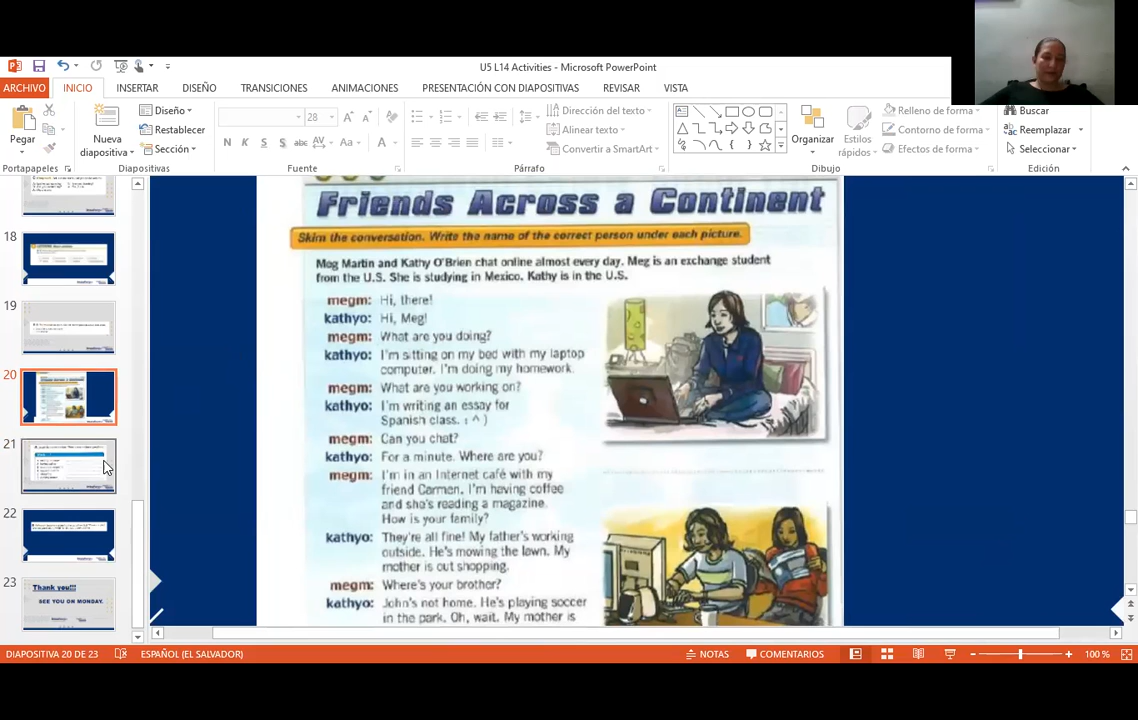 U5 L14 Activities - Microsoft PowerPoint
ARCHIVO INICIO INSERTAR DISEÑO TRANSICIONES ANIMACIONES PRESENTACIÓN CON DIAPOSITIVAS REVISAR VISTA
Pegar
Nueva diapositiva
Diseño
Restablecer
Sección
28
N K S S abc AV Aa A
Dirección del texto
Alinear texto
Convertir a SmartArt
Organizar
Estilos rápidos
Relleno de forma
Contorno de forma
Efectos de forma
Buscar
Reemplazar
Seleccionar
Portapapeles Diapositivas Fuente Párrafo Dibujo Edición
18
19
20
21
22
23
Thank you!!!
SEE YOU ON MONDAY.
Friends Across a Continent
Skim the conversation. Write the name of the correct person under each picture.
Meg Martin and Kathy O'Brien chat online almost every day. Meg is an exchange student
from the U.S. She is studying in Mexico. Kathy is in the U.S.
megm: Hi, there!
kathyo: Hi, Meg!
megm: What are you doing?
kathyo: I'm sitting on my bed with my laptop
computer. I'm doing my homework.
megm: What are you working on?
kathyo: I'm writing an essay for
Spanish class. : ^ )
megm: Can you chat?
kathyo: For a minute. Where are you?
megm: I'm in an Internet café with my
friend Carmen. I'm having coffee
and she's reading a magazine.
How is your family?
kathyo: They're all fine! My father's working
outside. He's mowing the lawn. My
mother is out shopping.
megm: Where's your brother?
kathyo: John's not home. He's playing soccer
in the park. Oh, wait. My mother is
DIAPOSITIVA 20 DE 23 ESPAÑOL (EL SALVADOR) NOTAS COMENTARIOS 100 %